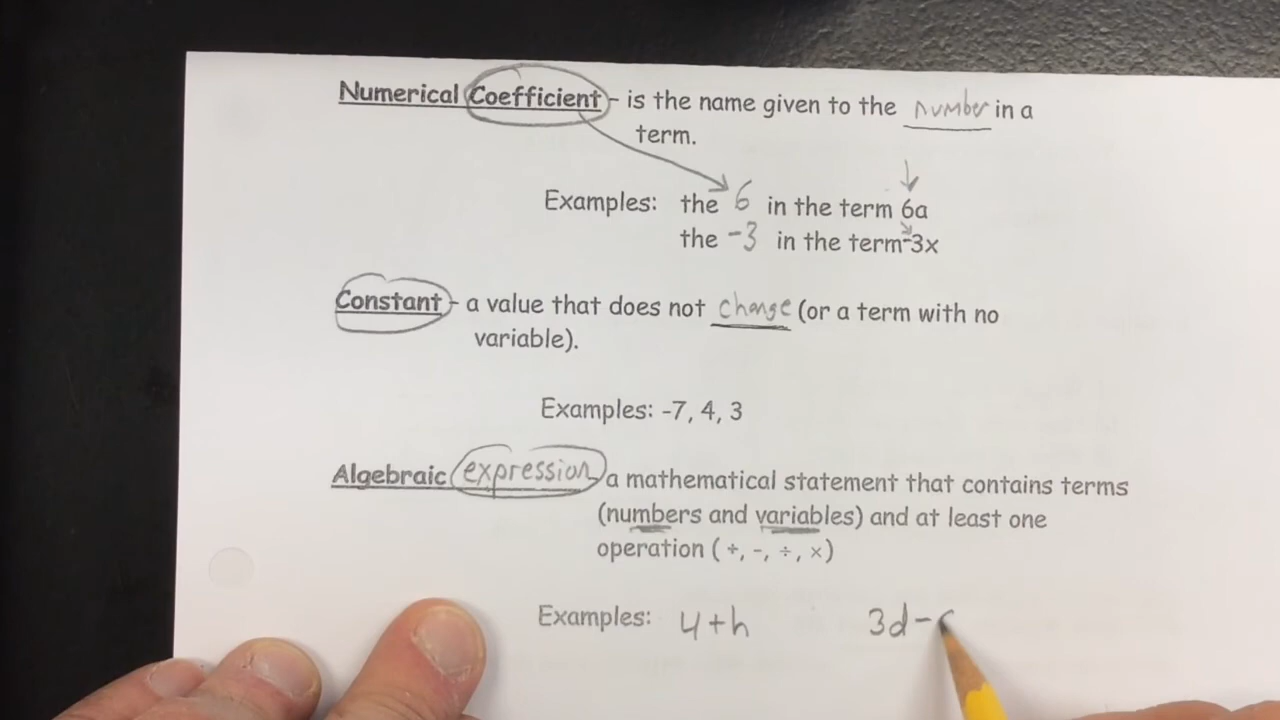 Numerical Coefficient - is the name given to the number in a
term.
Examples: the 6 in the term 6a
the -3 in the term -3x
Constant - a value that does not change (or a term with no
variable).
Examples: -7, 4, 3
Algebraic expression a mathematical statement that contains terms
(numbers and variables) and at least one
operation ( +, -, ÷, ×)
Examples: 4+h 3d-